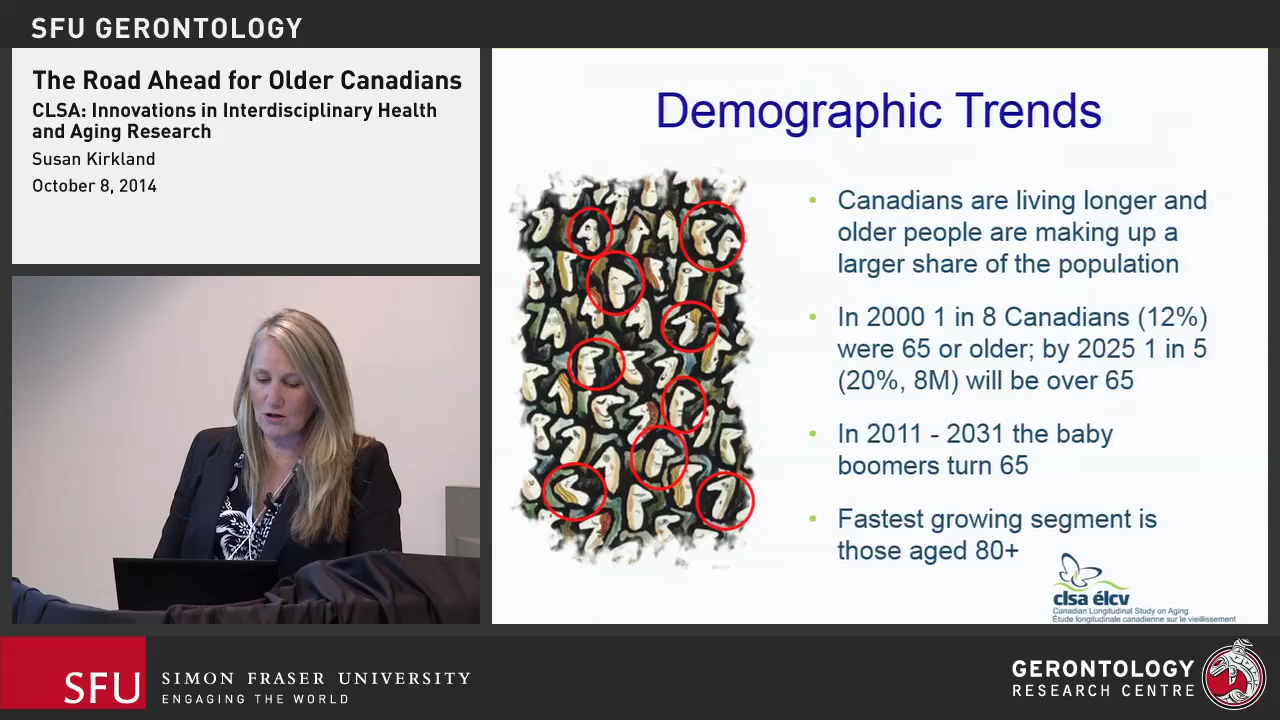 SFU GERONTOLOGY
The Road Ahead for Older Canadians
CLSA: Innovations in Interdisciplinary Health
and Aging Research
Susan Kirkland
October 8, 2014
Demographic Trends
• Canadians are living longer and
older people are making up a
larger share of the population
• In 2000 1 in 8 Canadians (12%)
were 65 or older; by 2025 1 in 5
(20%, 8M) will be over 65
• In 2011 - 2031 the baby
boomers turn 65
• Fastest growing segment is
those aged 80+
clsa élcv
Canadian Longitudinal Study on Aging
Étude longitudinale canadienne sur le vieillissement
SFU
SIMON FRASER UNIVERSITY
ENGAGING THE WORLD
GERONTOLOGY
RESEARCH CENTRE